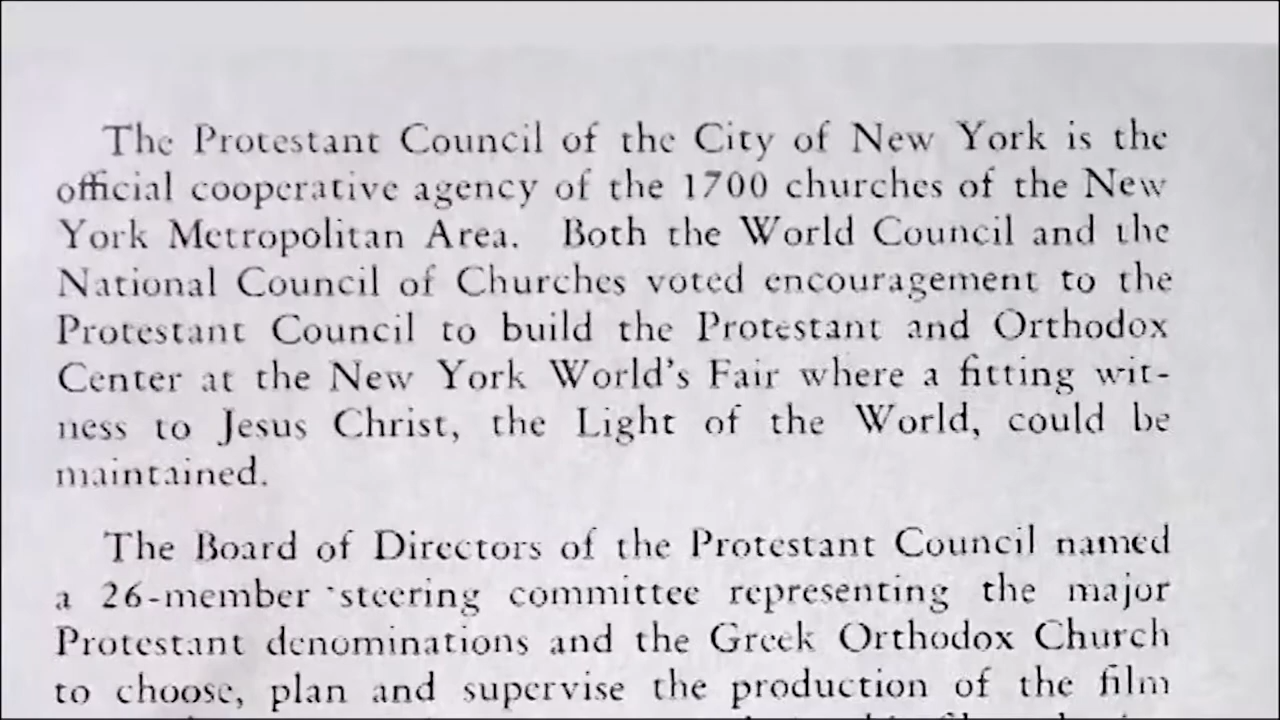 The Protestant Council of the City of New York is the
official cooperative agency of the 1700 churches of the New
York Metropolitan Area. Both the World Council and the
National Council of Churches voted encouragement to the
Protestant Council to build the Protestant and Orthodox
Center at the New York World's Fair where a fitting wit-
ness to Jesus Christ, the Light of the World, could be
maintained.
The Board of Directors of the Protestant Council named
a 26-member steering committee representing the major
Protestant denominations and the Greek Orthodox Church
to choose, plan and supervise the production of the film